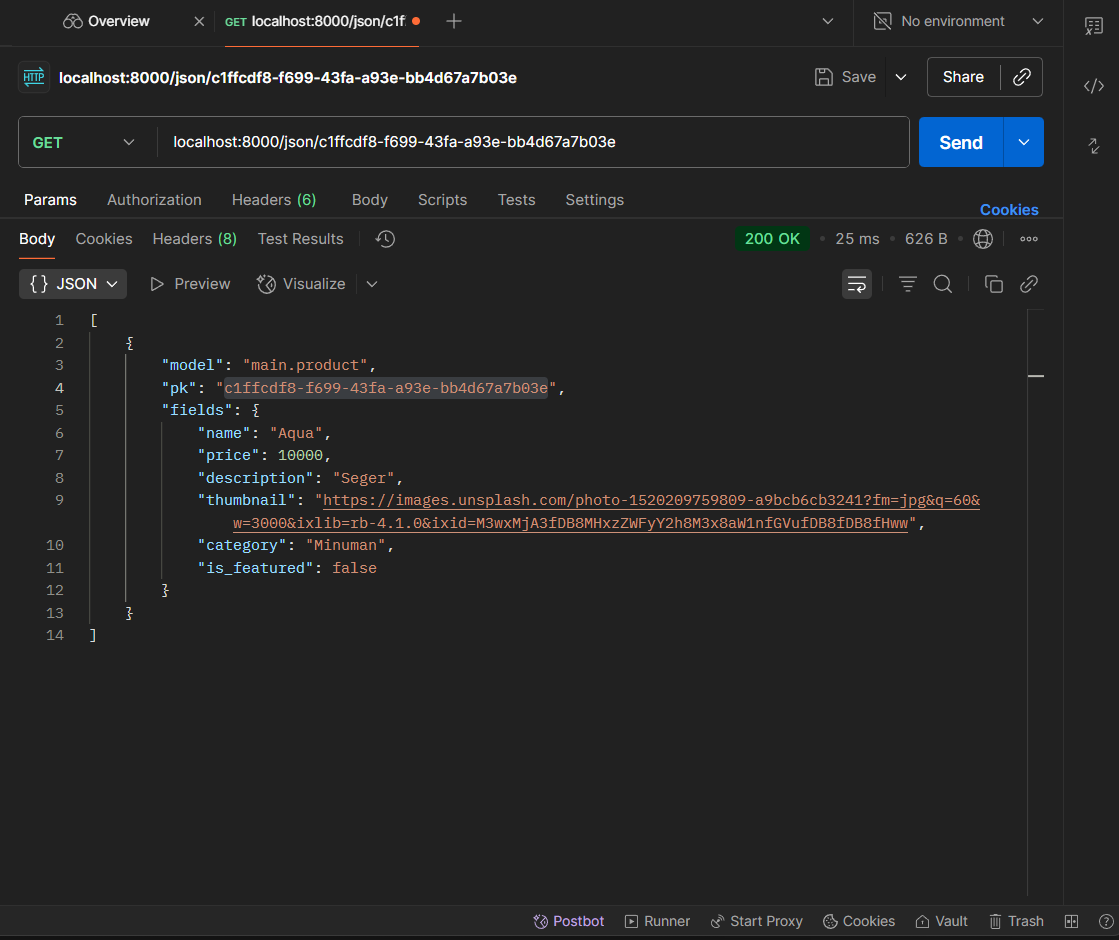 Overview
GET localhost:8000/json/c1ff
No environment
HTTP localhost:8000/json/c1ffcdf8-f699-43fa-a93e-bb4d67a7b03e
Save
Share
GET localhost:8000/json/c1ffcdf8-f699-43fa-a93e-bb4d67a7b03e
Send
Params Authorization Headers (6) Body Scripts Tests Settings
Cookies
Body Cookies Headers (8) Test Results
200 OK • 25 ms • 626 B •
{} JSON Preview Visualize
1 [
2 {
3 "model": "main.product",
4 "pk": "c1ffcdf8-f699-43fa-a93e-bb4d67a7b03e",
5 "fields": {
6 "name": "Aqua",
7 "price": 10000,
8 "description": "Seger",
9 "thumbnail": "https://images.unsplash.com/photo-1520209759809-a9bcb6cb3241?fm=jpg&q=60&
w=3000&ixlib=rb-4.1.0&ixid=M3wxMjA3fDB8MHxzZWFyY2h8M3x8aW1nfGVufDB8fDB8fHww",
10 "category": "Minuman",
11 "is_featured": false
12 }
13 }
14 ]
Postbot Runner Start Proxy Cookies Vault Trash